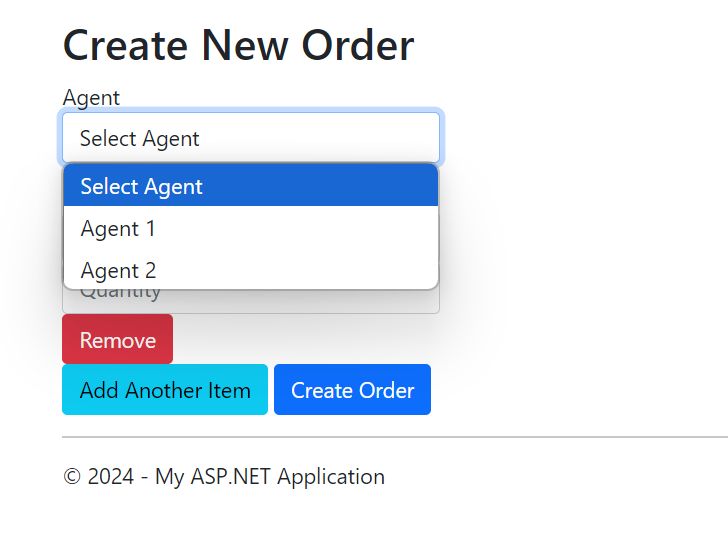 Create New Order
Agent
Select Agent
Select Agent
Agent 1
Agent 2
Quantity
Remove
Add Another Item Create Order
© 2024 - My ASP.NET Application